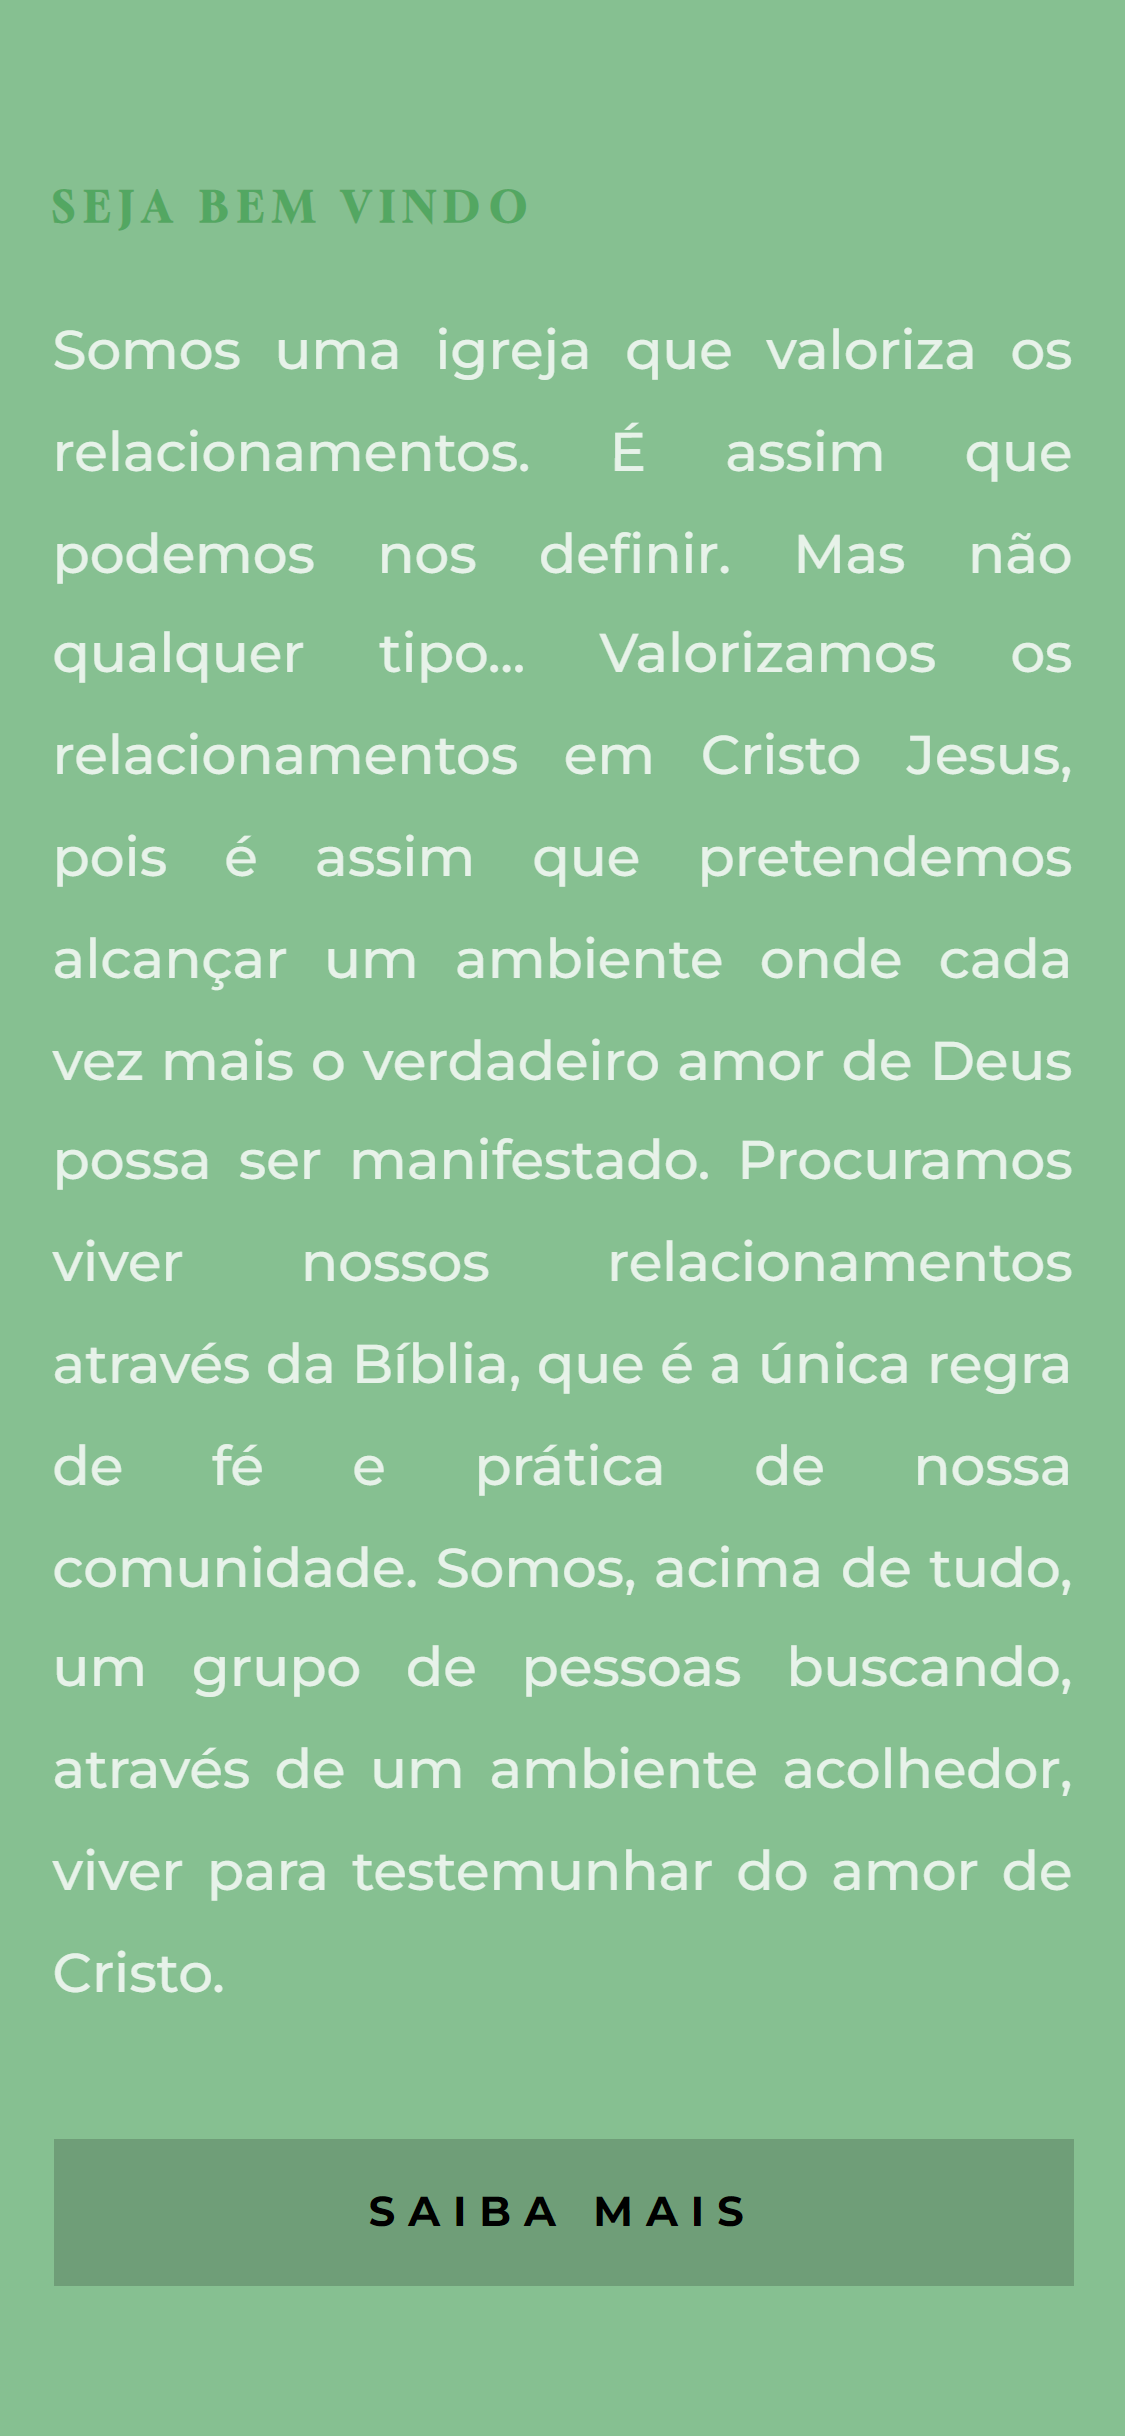 SEJA BEM VINDO
Somos uma igreja que valoriza os
relacionamentos. É assim que
podemos nos definir. Mas não
qualquer tipo... Valorizamos os
relacionamentos em Cristo Jesus,
pois é assim que pretendemos
alcançar um ambiente onde cada
vez mais o verdadeiro amor de Deus
possa ser manifestado. Procuramos
viver nossos relacionamentos
através da Bíblia, que é a única regra
de fé e prática de nossa
comunidade. Somos, acima de tudo,
um grupo de pessoas buscando,
através de um ambiente acolhedor,
viver para testemunhar do amor de
Cristo.
SAIBA MAIS